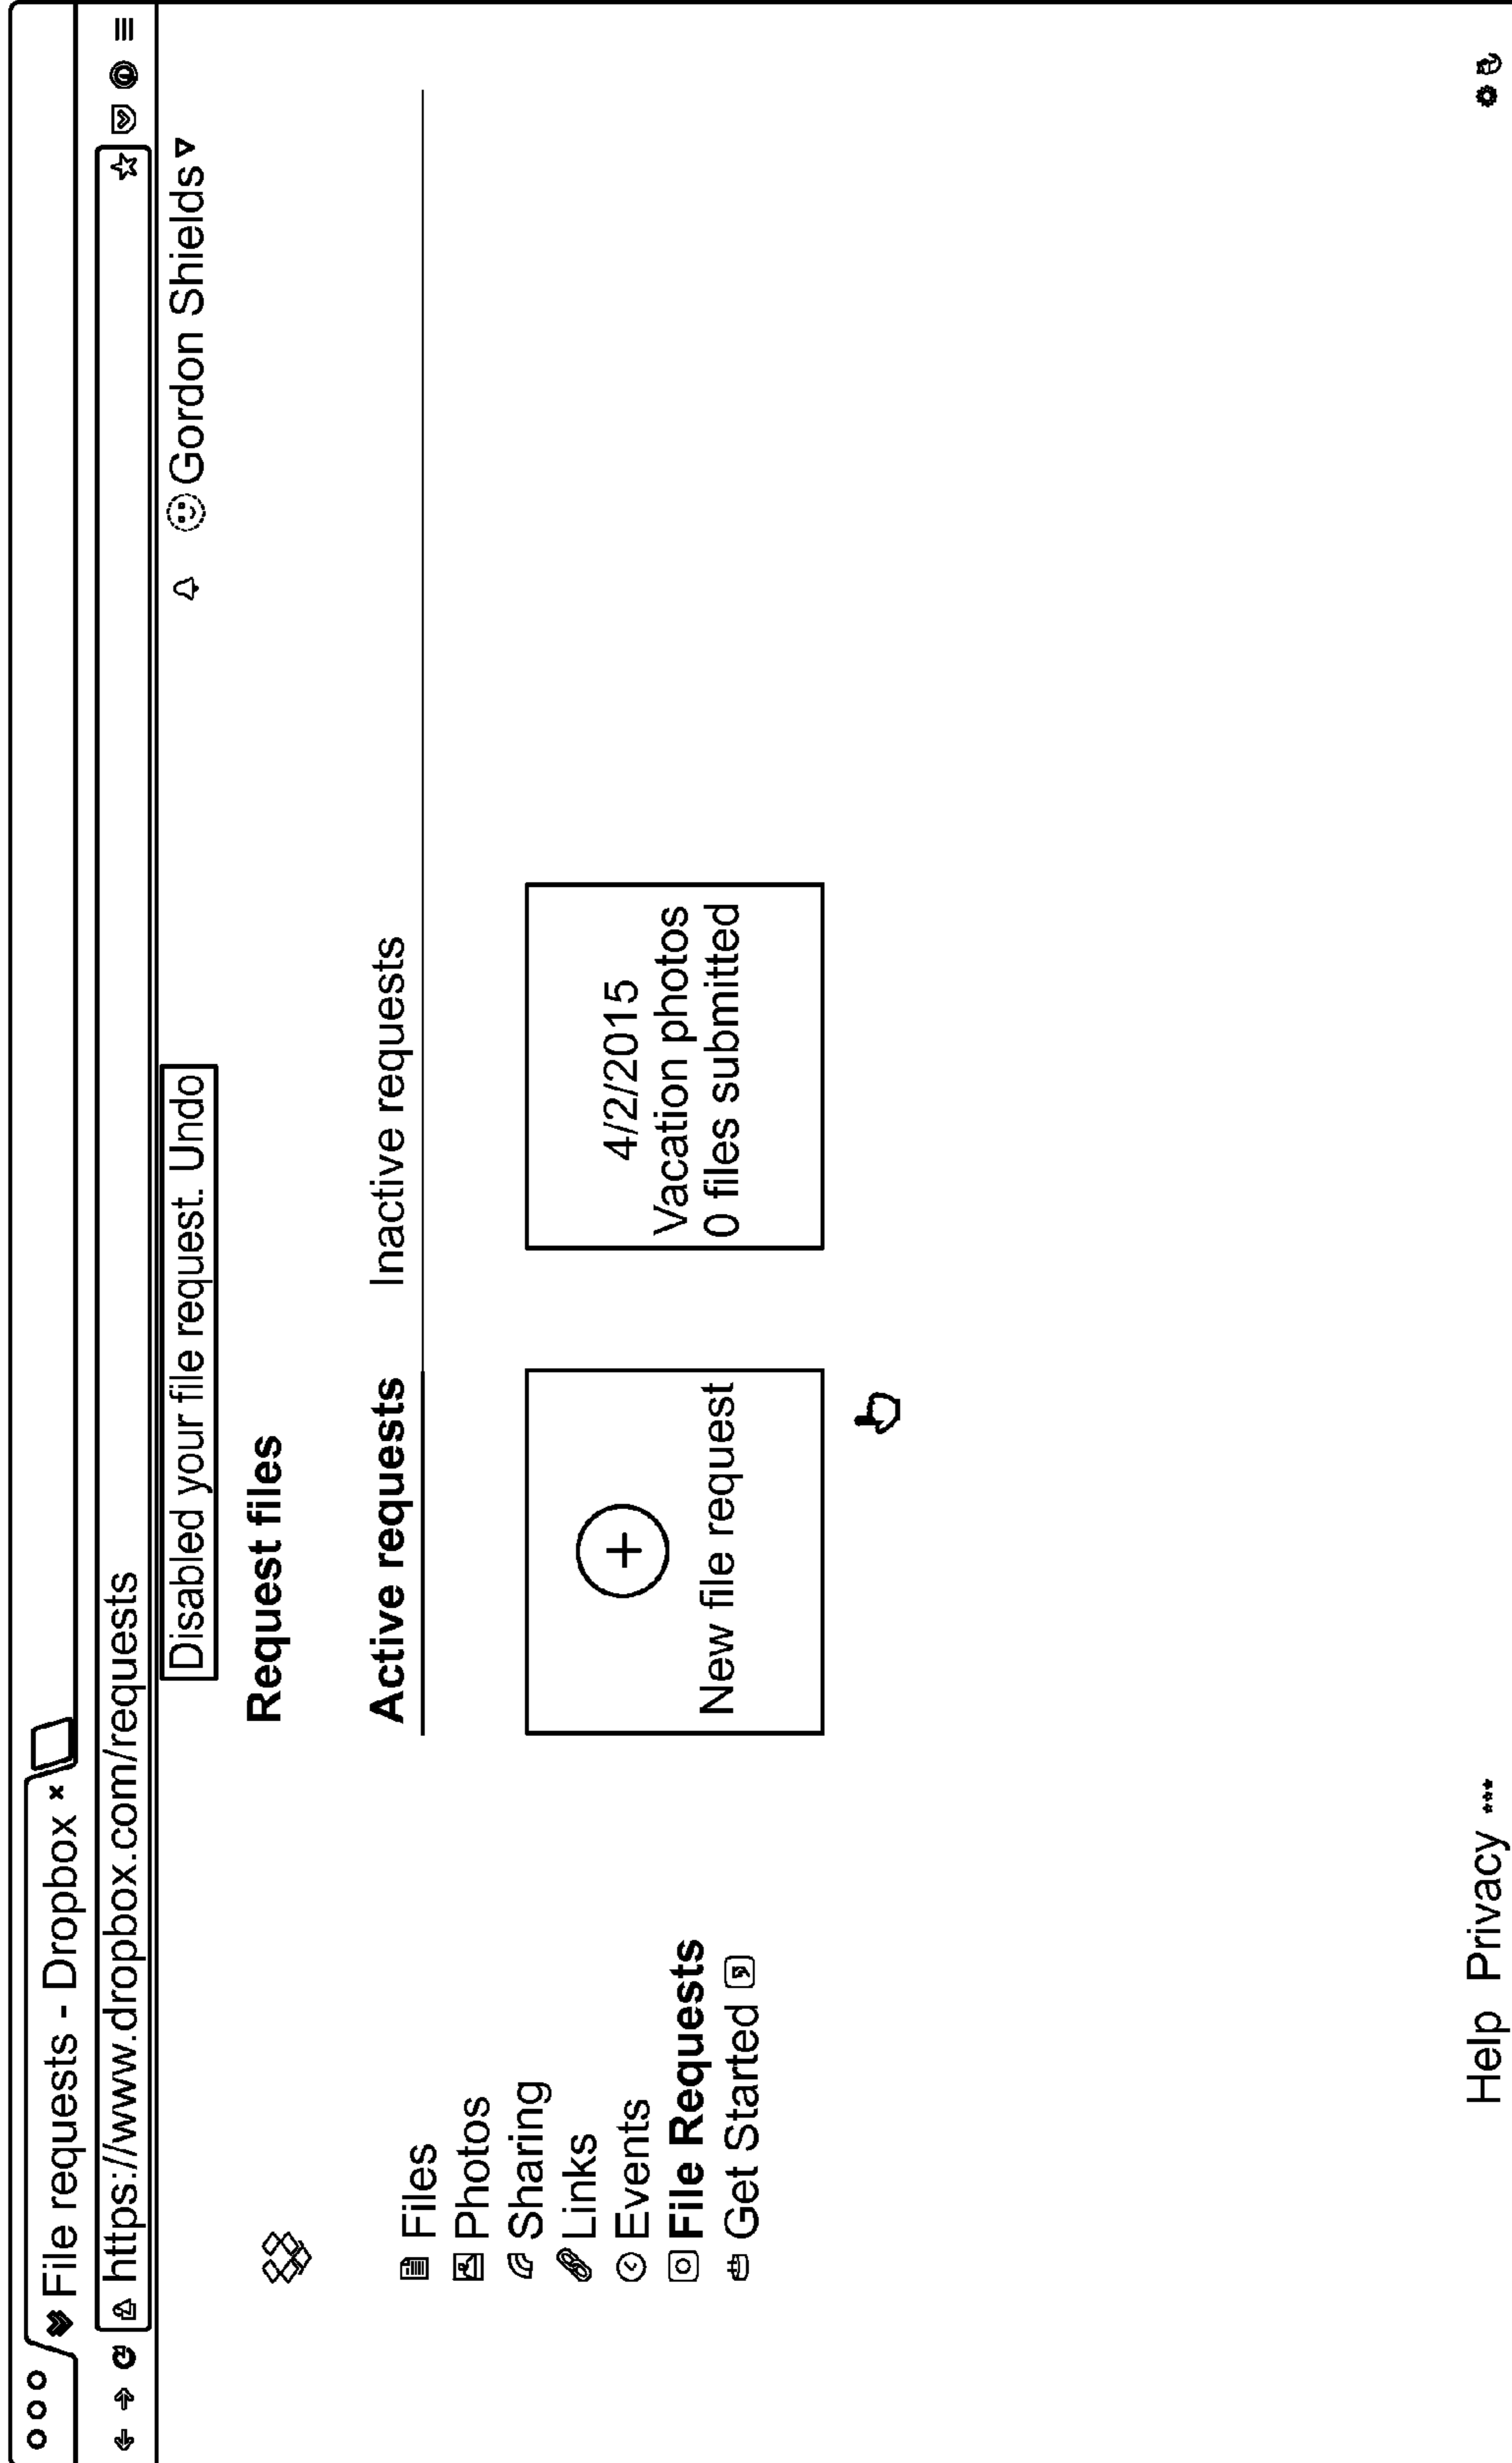 File requests - Dropbox
https://www.dropbox.com/requests
Disabled your file request. Undo
Gordon Shields
Request files
Active requests Inactive requests
Files
Photos
Sharing
Links
Events
File Requests
Get Started
New file request
4/2/2015
Vacation photos
0 files submitted
Help Privacy